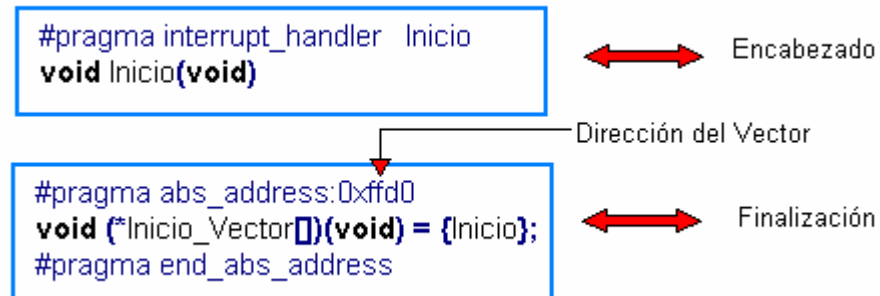 #pragma interrupt_handler Inicio
void Inicio(void)
Encabezado
Dirección del Vector
#pragma abs_address:0xffd0
void (*Inicio_Vector[])(void) = {Inicio};
#pragma end_abs_address
Finalización